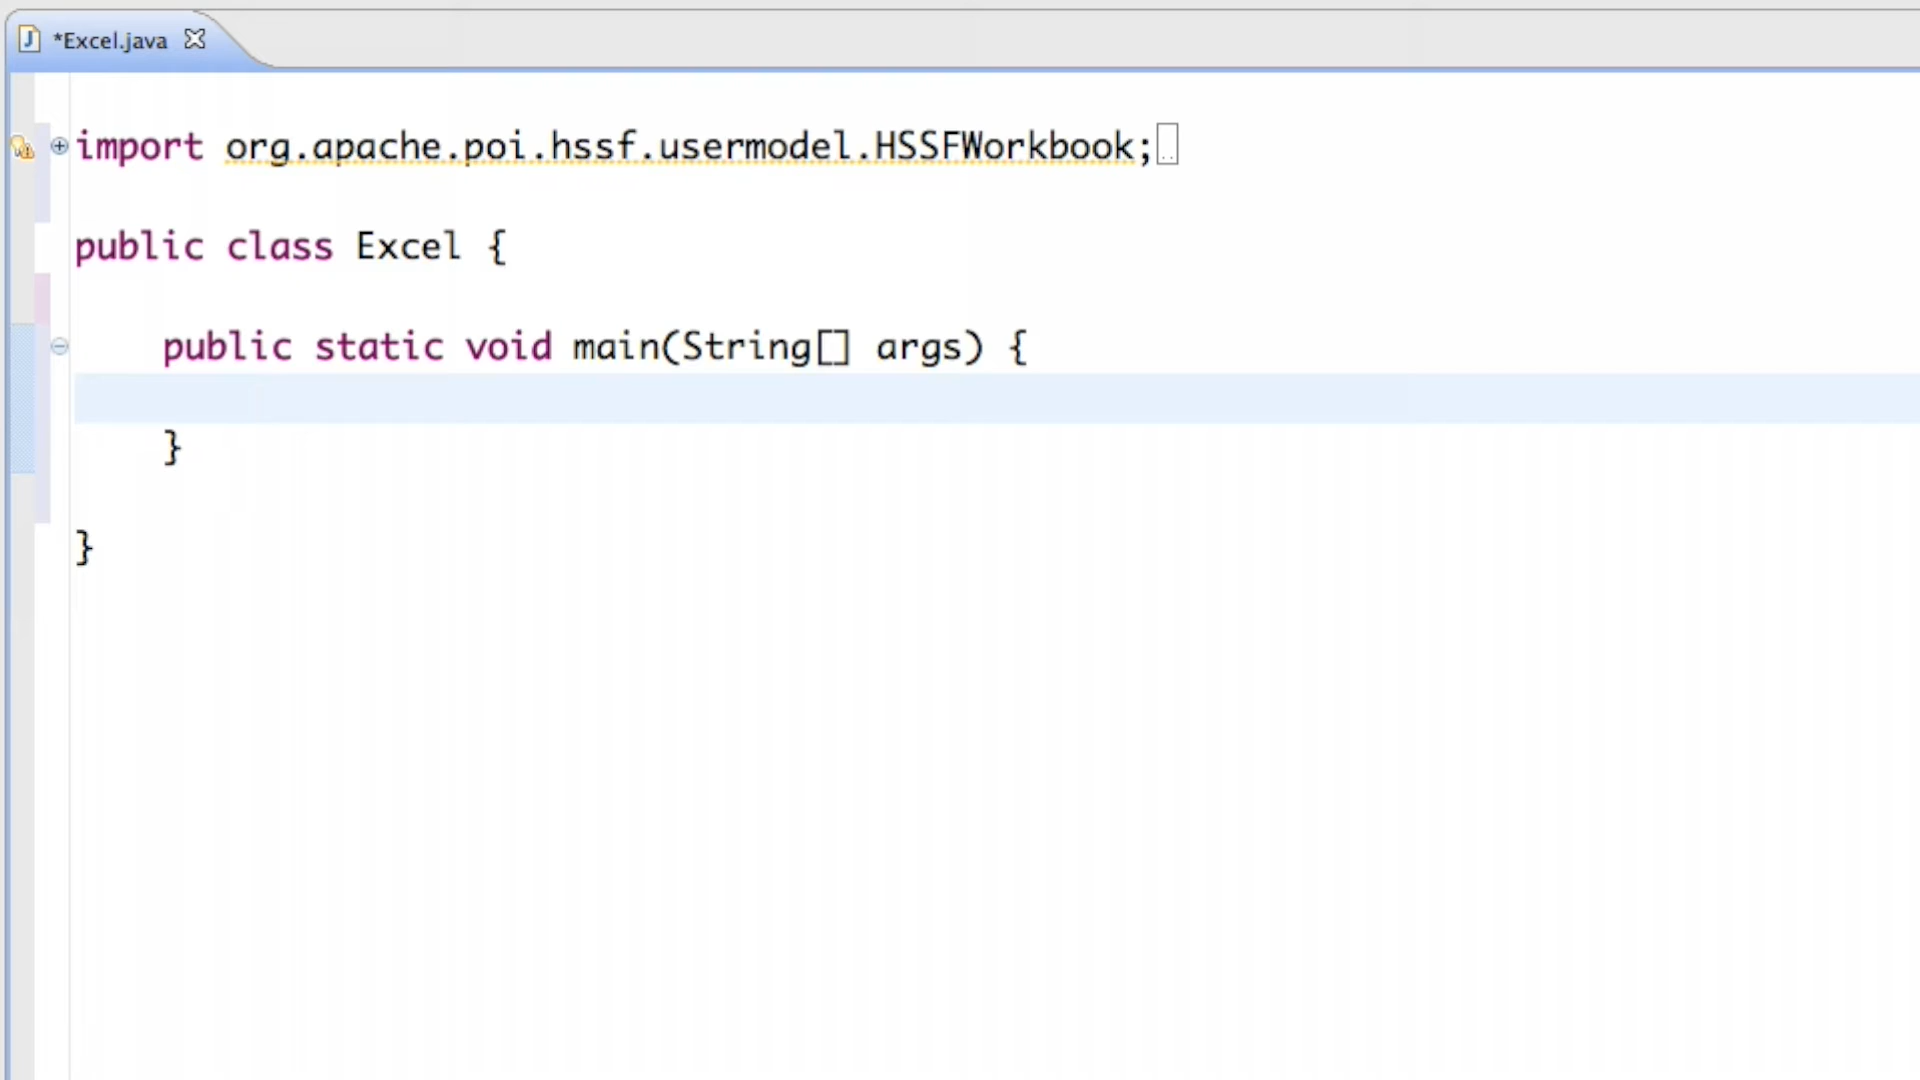 *Excel.java
import org.apache.poi.hssf.usermodel.HSSFWorkbook;
public class Excel {
public static void main(String[] args) {
}
}